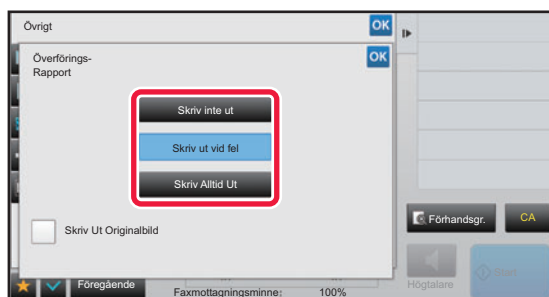 Övrigt
OK
Överförings-
Rapport
OK
Skriv inte ut
Skriv ut vid fel
Skriv Alltid Ut
Skriv Ut Originalbild
Förhandsgr.
CA
Föregående
Faxmottagningsminne: 100%
Högtalare
Start